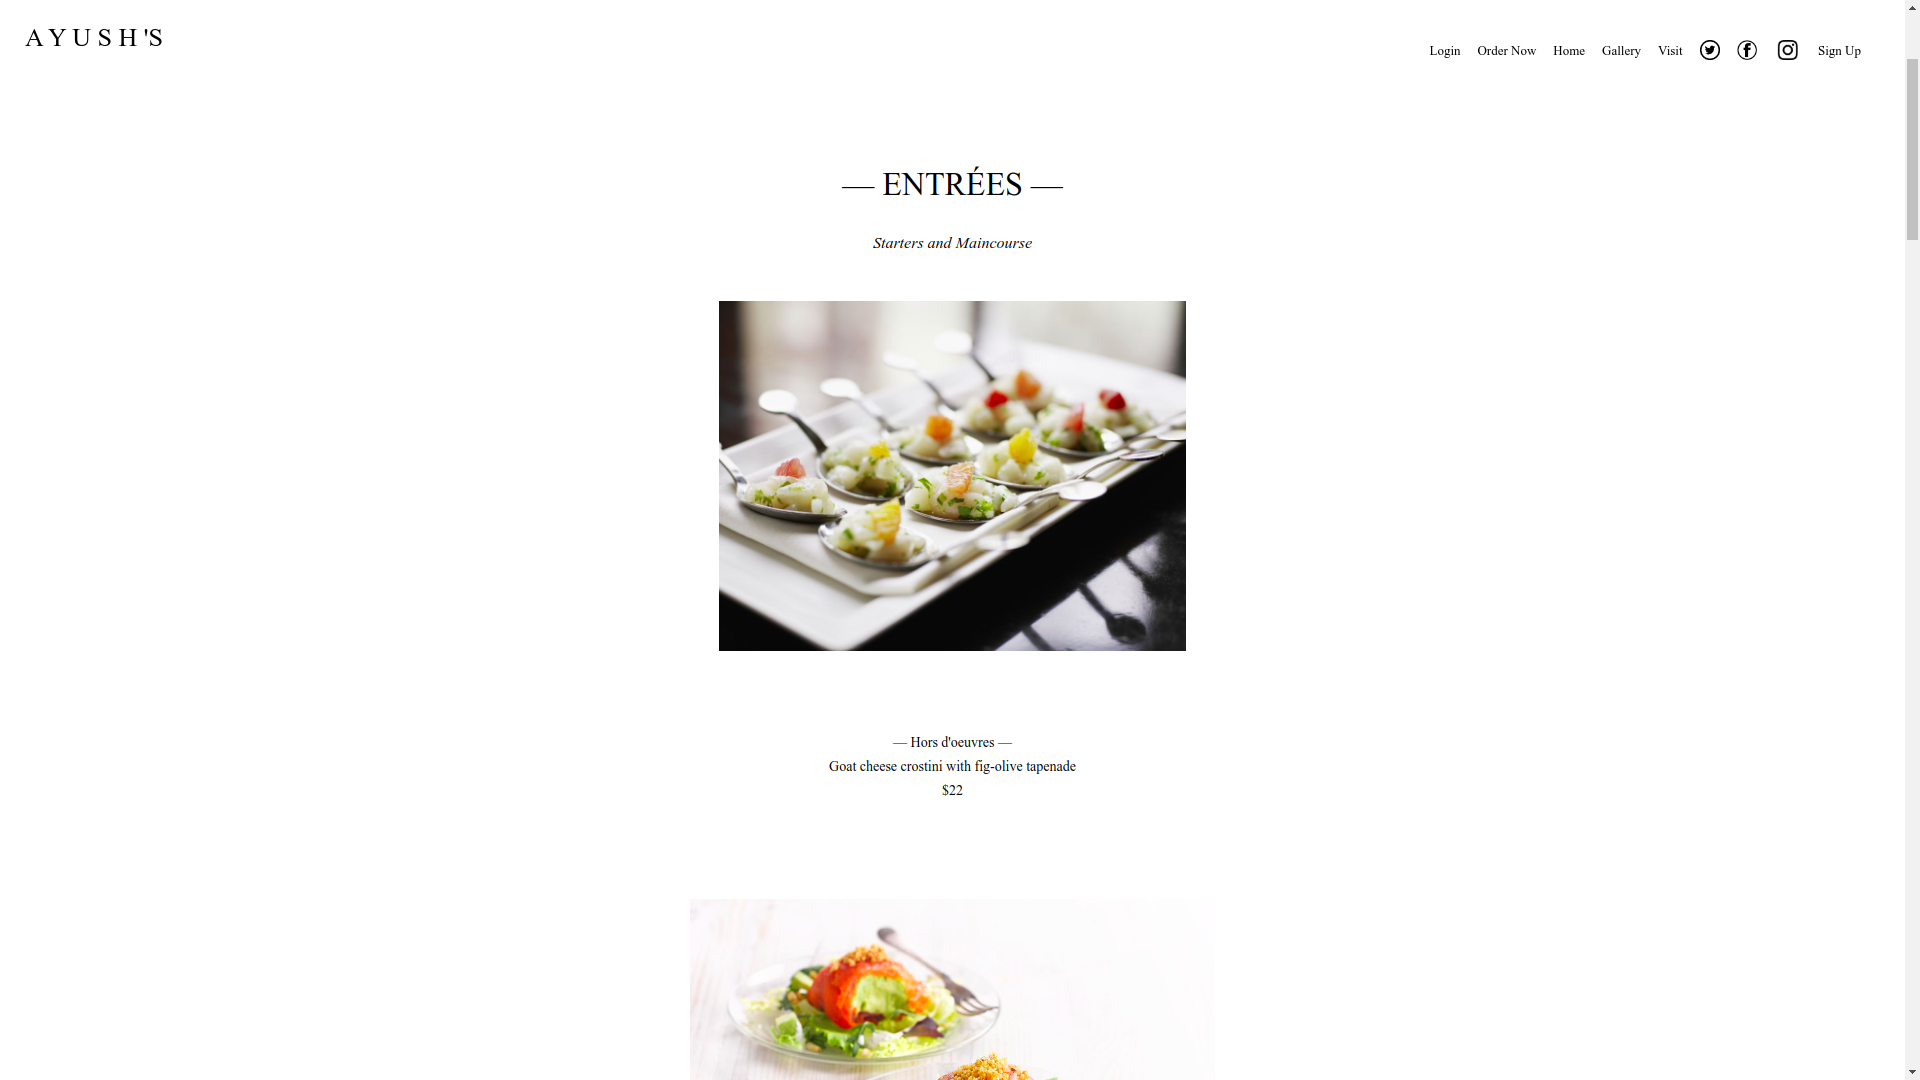 AYUSH'S
Login Order Now Home Gallery Visit Sign Up
— ENTRÉES —
Starters and Maincourse
— Hors d'oeuvres —
Goat cheese crostini with fig-olive tapenade
$22